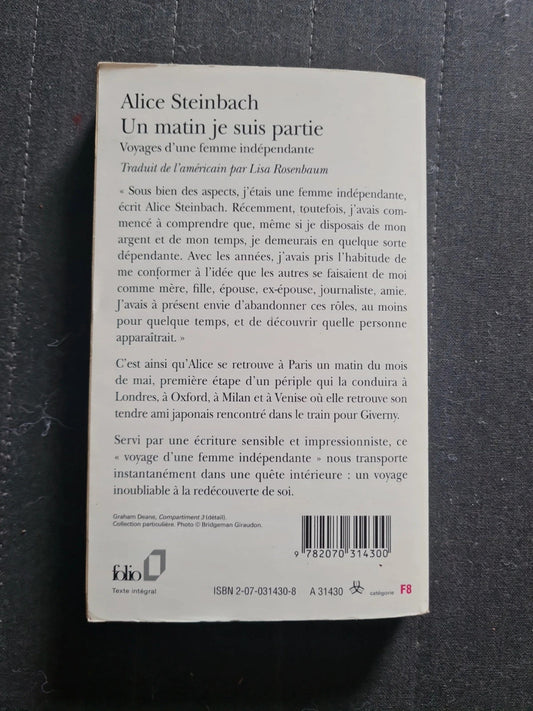 Alice Steinbach
Un matin je suis partie
Voyages d'une femme indépendante
Traduit de l'américain par Lisa Rosenbaum
« Sous bien des aspects, j'étais une femme indépendante,
écrit Alice Steinbach. Récemment, toutefois, j'avais com-
mencé à comprendre que, même si je disposais de mon
argent et de mon temps, je demeurais en quelque sorte
dépendante. Avec les années, j'avais pris l'habitude de
me conformer à l'idée que les autres se faisaient de moi
comme mère, fille, épouse, ex-épouse, journaliste, amie.
J'avais à présent envie d'abandonner ces rôles, au moins
pour quelque temps, et de découvrir quelle personne
apparaîtrait. »
C'est ainsi qu'Alice se retrouve à Paris un matin du mois
de mai, première étape d'un périple qui la conduira à
Londres, à Oxford, à Milan et à Venise où elle retrouve son
tendre ami japonais rencontré dans le train pour Giverny.
Servi par une écriture sensible et impressionniste, ce
« voyage d'une femme indépendante » nous transporte
instantanément dans une quête intérieure : un voyage
inoubliable à la redécouverte de soi.
Graham Deane, Compartiment 3 (détail).
Collection particulière. Photo © Bridgeman Giraudon.
9 782070 314300
folio
Texte intégral
ISBN 2-07-031430-8 A 31430 catégorie F8